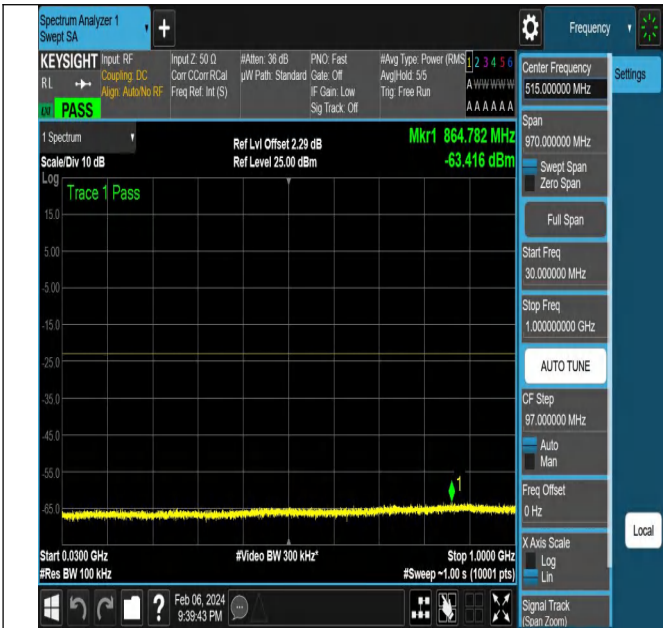 Spectrum Analyzer 1
Swept SA
Frequency
KEYSIGHT
Input: RF
Input Z: 50 Ω
#Atten: 36 dB
PNO: Fast
#Avg Type: Power (RMS
1 2 3 4 5 6
R L
Coupling: DC
Corr CCorr RCal
µW Path: Standard
Gate: Off
Avg|Hold: 5/5
A W W W W W
Align: Auto/No RF
Freq Ref: Int (S)
IF Gain: Low
Trig: Free Run
Sig Track: Off
A A A A A A
PASS
1 Spectrum
Ref Lvl Offset 2.29 dB
Mkr1 864.782 MHz
Scale/Div 10 dB
Ref Level 25.00 dBm
-63.416 dBm
Log
Trace 1 Pass
15.0
5.00
-5.00
-15.0
-25.0
-35.0
-45.0
-55.0
-65.0
1
Start 0.0300 GHz
#Video BW 300 kHz*
Stop 1.0000 GHz
#Res BW 100 kHz
#Sweep ~1.00 s (10001 pts)
Feb 06, 2024
9:39:43 PM
Center Frequency
515.000000 MHz
Settings
Span
970.000000 MHz
Swept Span
Zero Span
Full Span
Start Freq
30.000000 MHz
Stop Freq
1.000000000 GHz
AUTO TUNE
CF Step
97.000000 MHz
Auto
Man
Freq Offset
0 Hz
X Axis Scale
Log
Lin
Local
Signal Track
(Span Zoom)